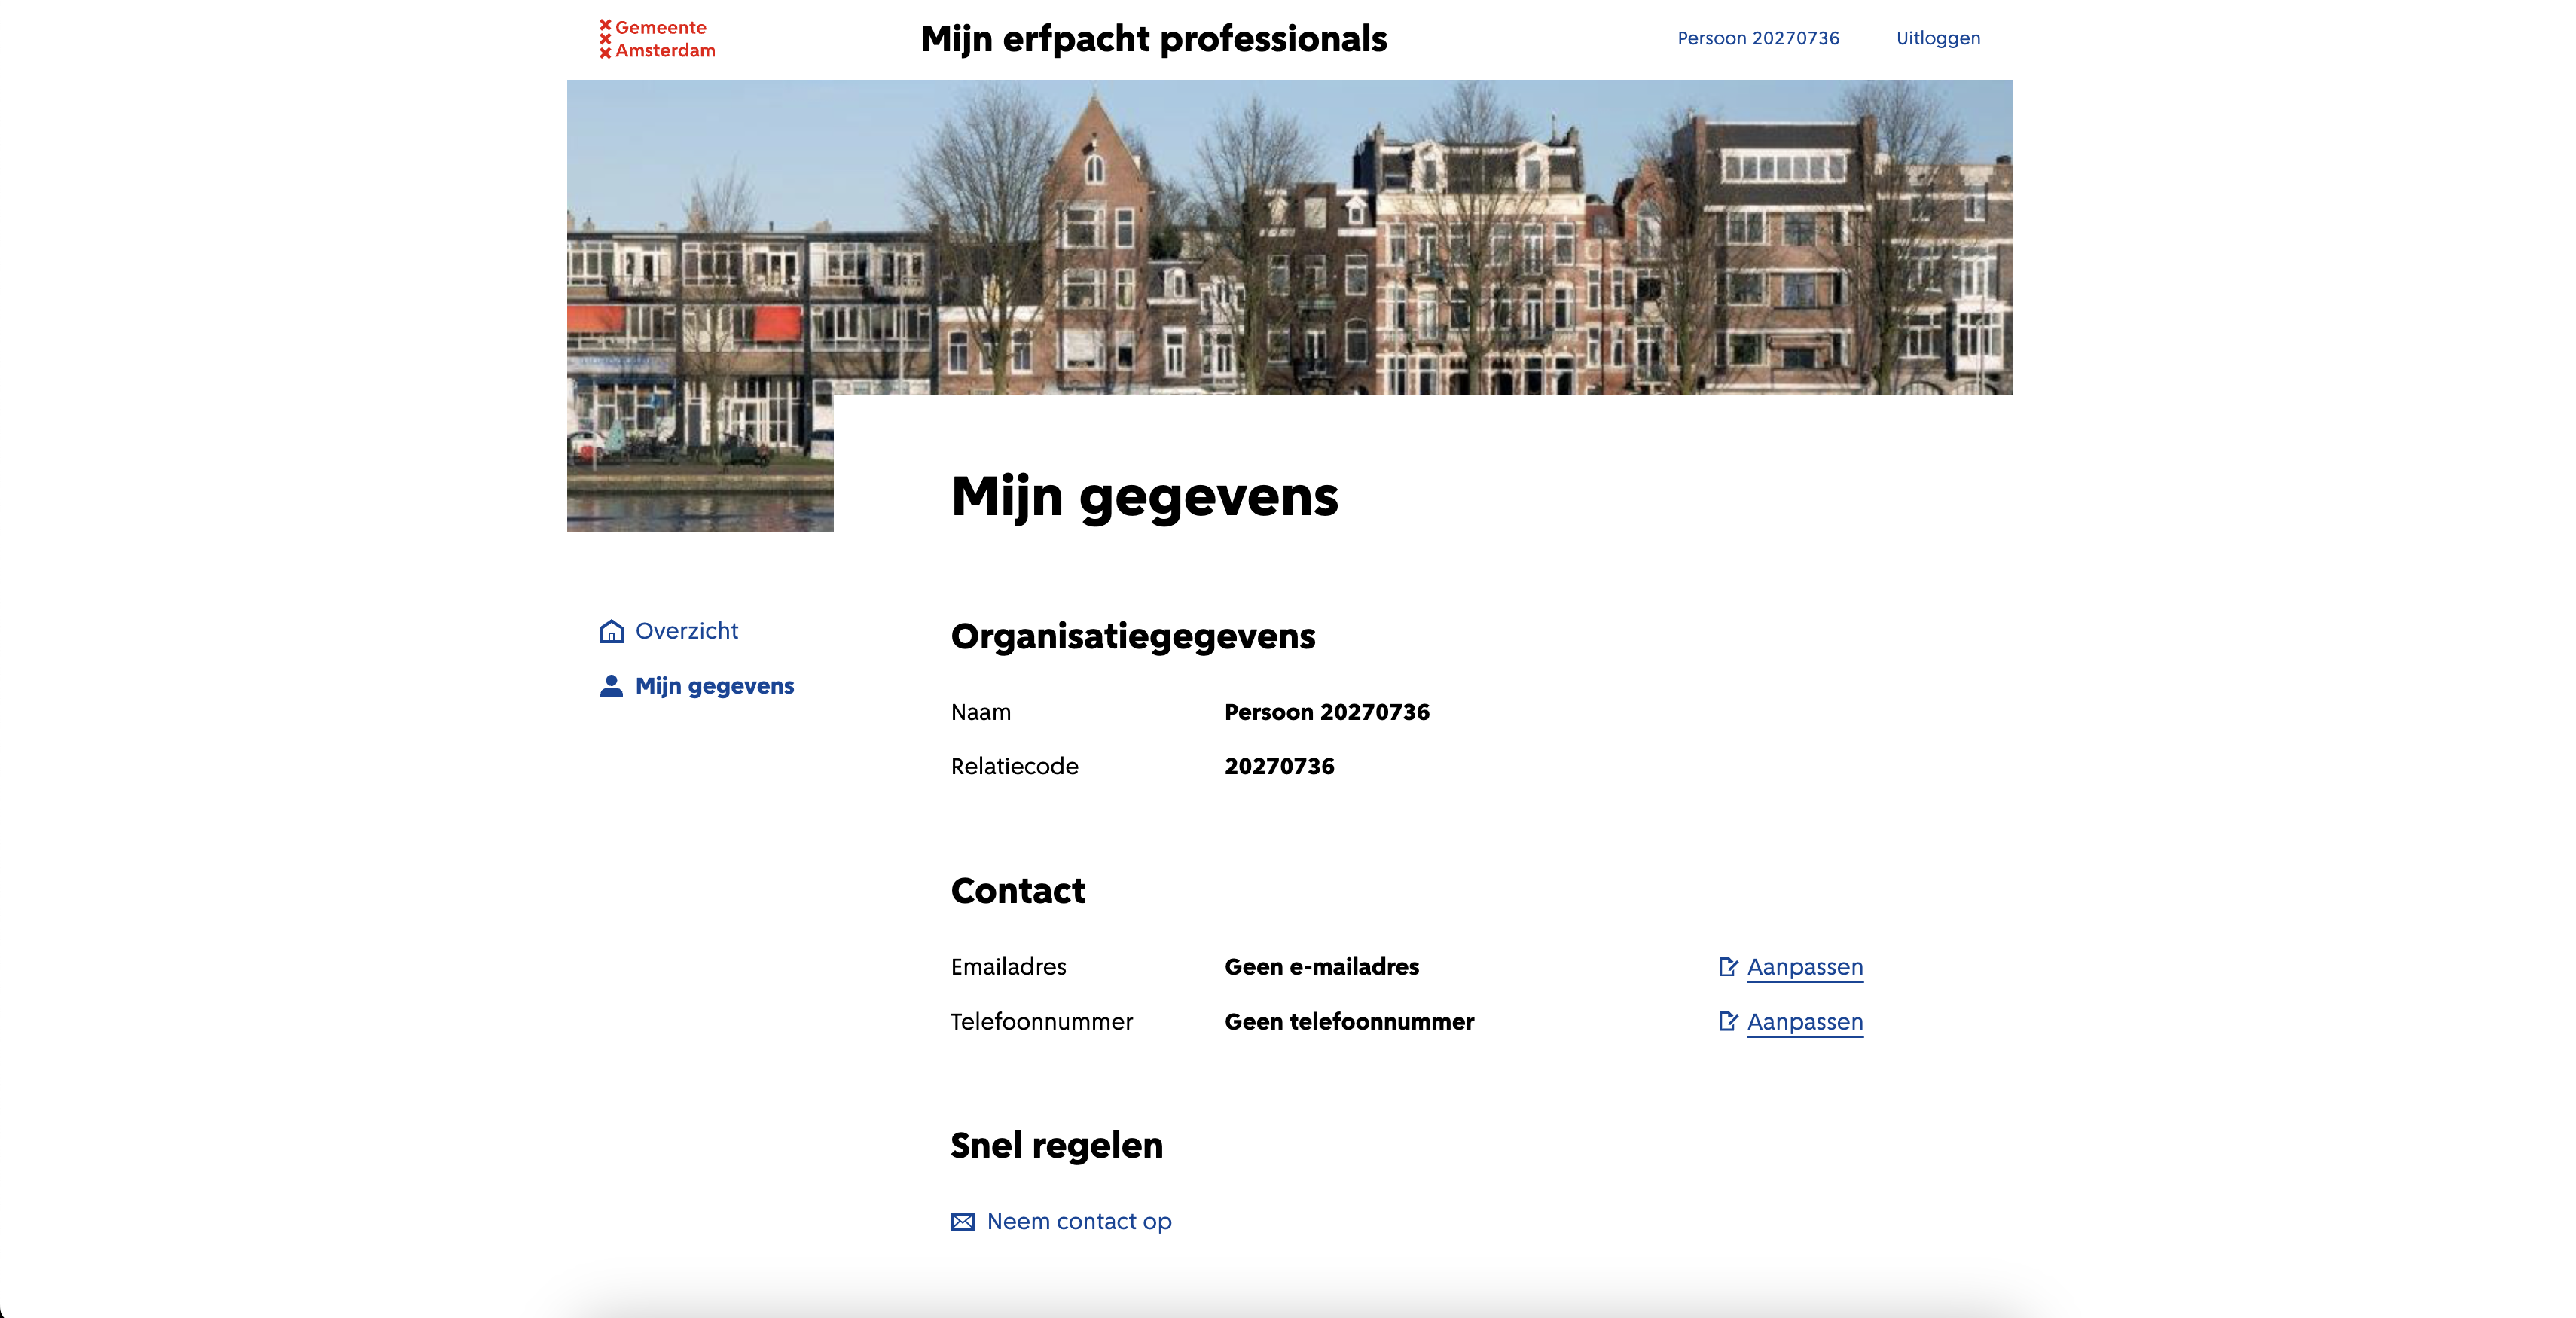 Gemeente
Amsterdam
Mijn erfpacht professionals
Persoon 20270736
Uitloggen
Mijn gegevens
Overzicht
Mijn gegevens
Organisatiegegevens
Naam Persoon 20270736
Relatiecode 20270736
Contact
Emailadres Geen e-mailadres Aanpassen
Telefoonnummer Geen telefoonnummer Aanpassen
Snel regelen
Neem contact op